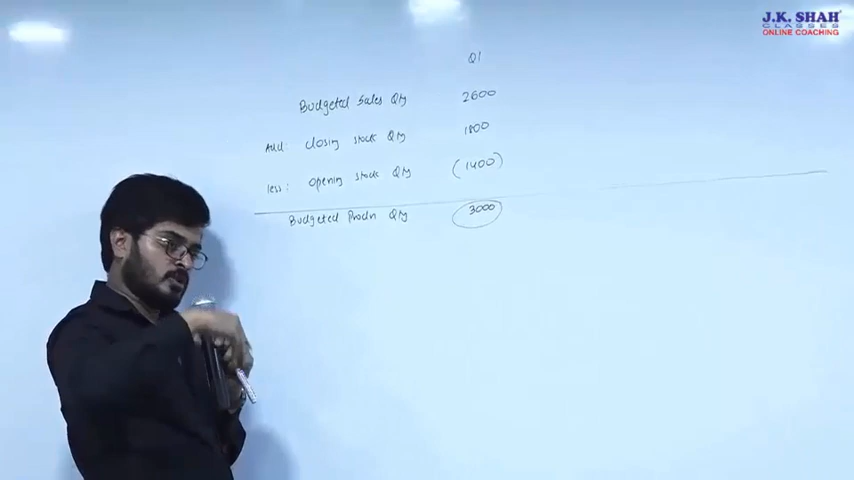 J.K. SHAH®
CLASSES
ONLINE COACHING
Q1
Budgeted Sales Qty 2600
Add: closing stock Qty 1800
less: opening stock Qty (1400)
Budgeted Prodn Qty 3000